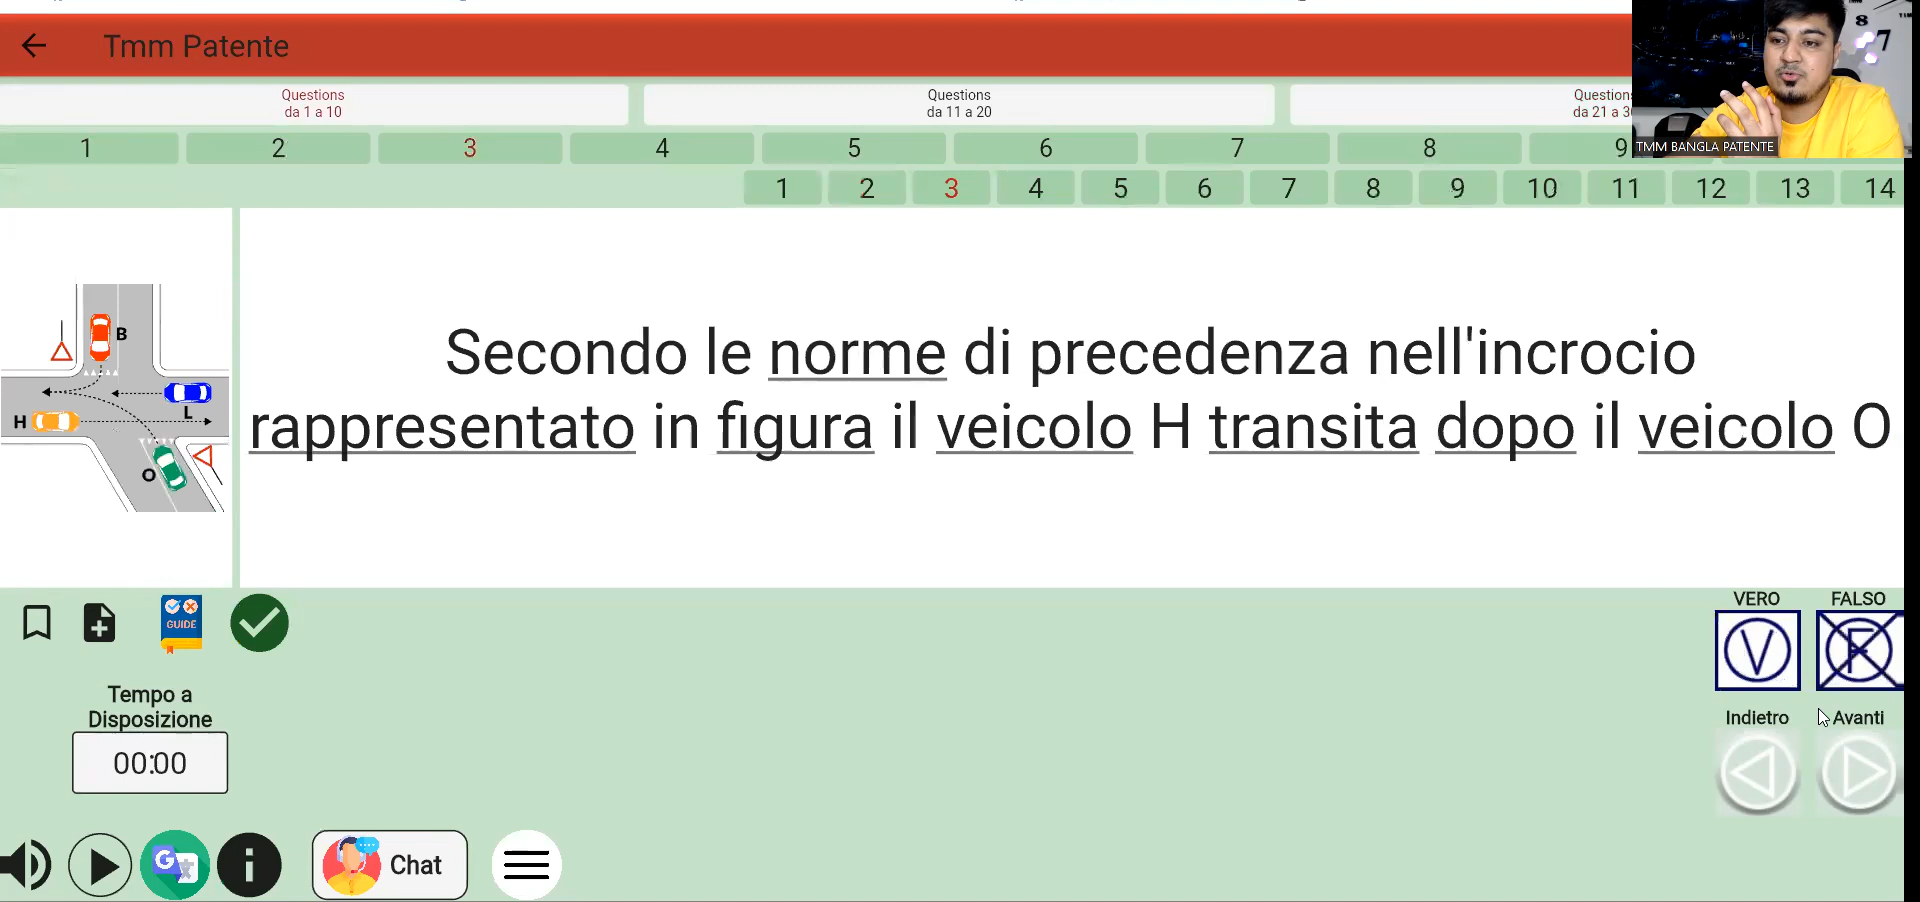 Tmm Patente
8
7
TMM BANGLA PATENTE
Questions
da 1 a 10
Questions
da 11 a 20
Questions
da 21 a
1 2 3 4 5 6 7 8 9
1 2 3 4 5 6 7 8 9 10 11 12 13 14
B
L
H
O
Secondo le norme di precedenza nell'incrocio
rappresentato in figura il veicolo H transita dopo il veicolo O
GUIDE
VERO FALSO
V F
Tempo a
Disposizione
00:00
Indietro Avanti
G
i
Chat